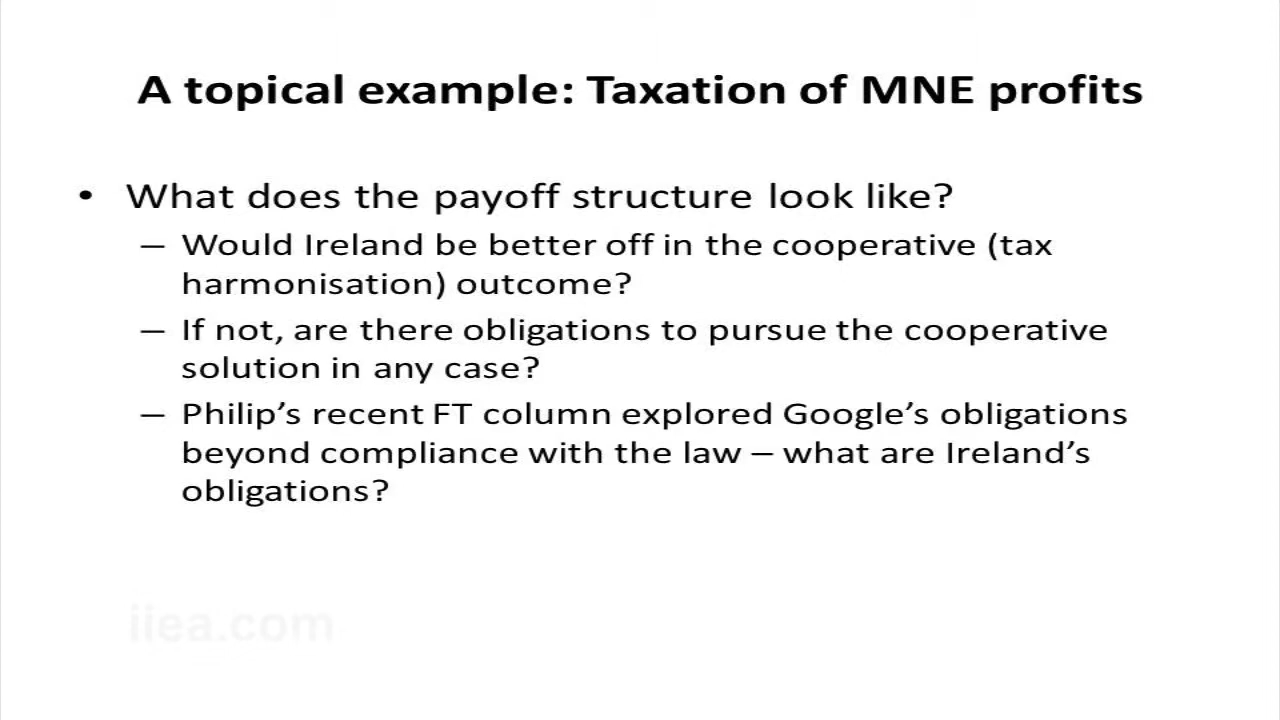 A topical example: Taxation of MNE profits
• What does the payoff structure look like?
– Would Ireland be better off in the cooperative (tax
harmonisation) outcome?
– If not, are there obligations to pursue the cooperative
solution in any case?
– Philip’s recent FT column explored Google’s obligations
beyond compliance with the law – what are Ireland’s
obligations?
iiea.com